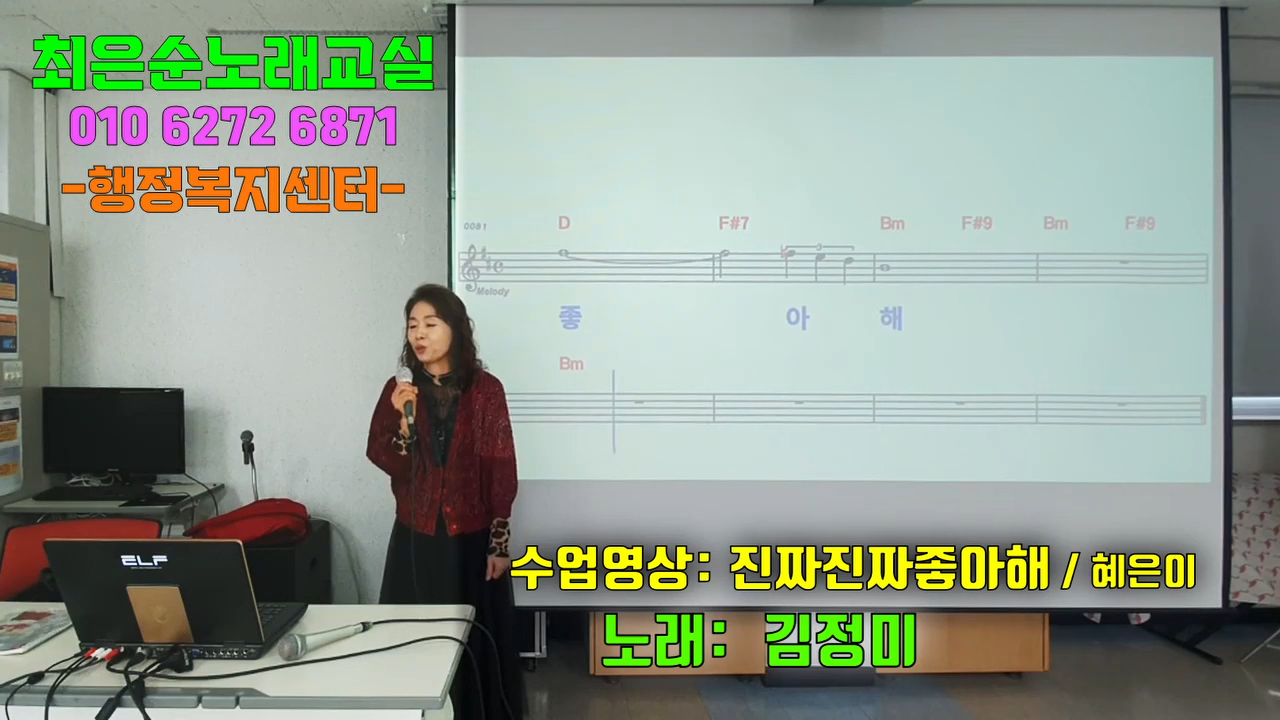 최은순노래교실
010 6272 6871
-행정복지센터-
0081 D F#7 Bm F#9 Bm F#9
3
Melody
좋 아 해
Bm
ELF
수업영상: 진짜진짜좋아해 / 혜은이
노래: 김정미